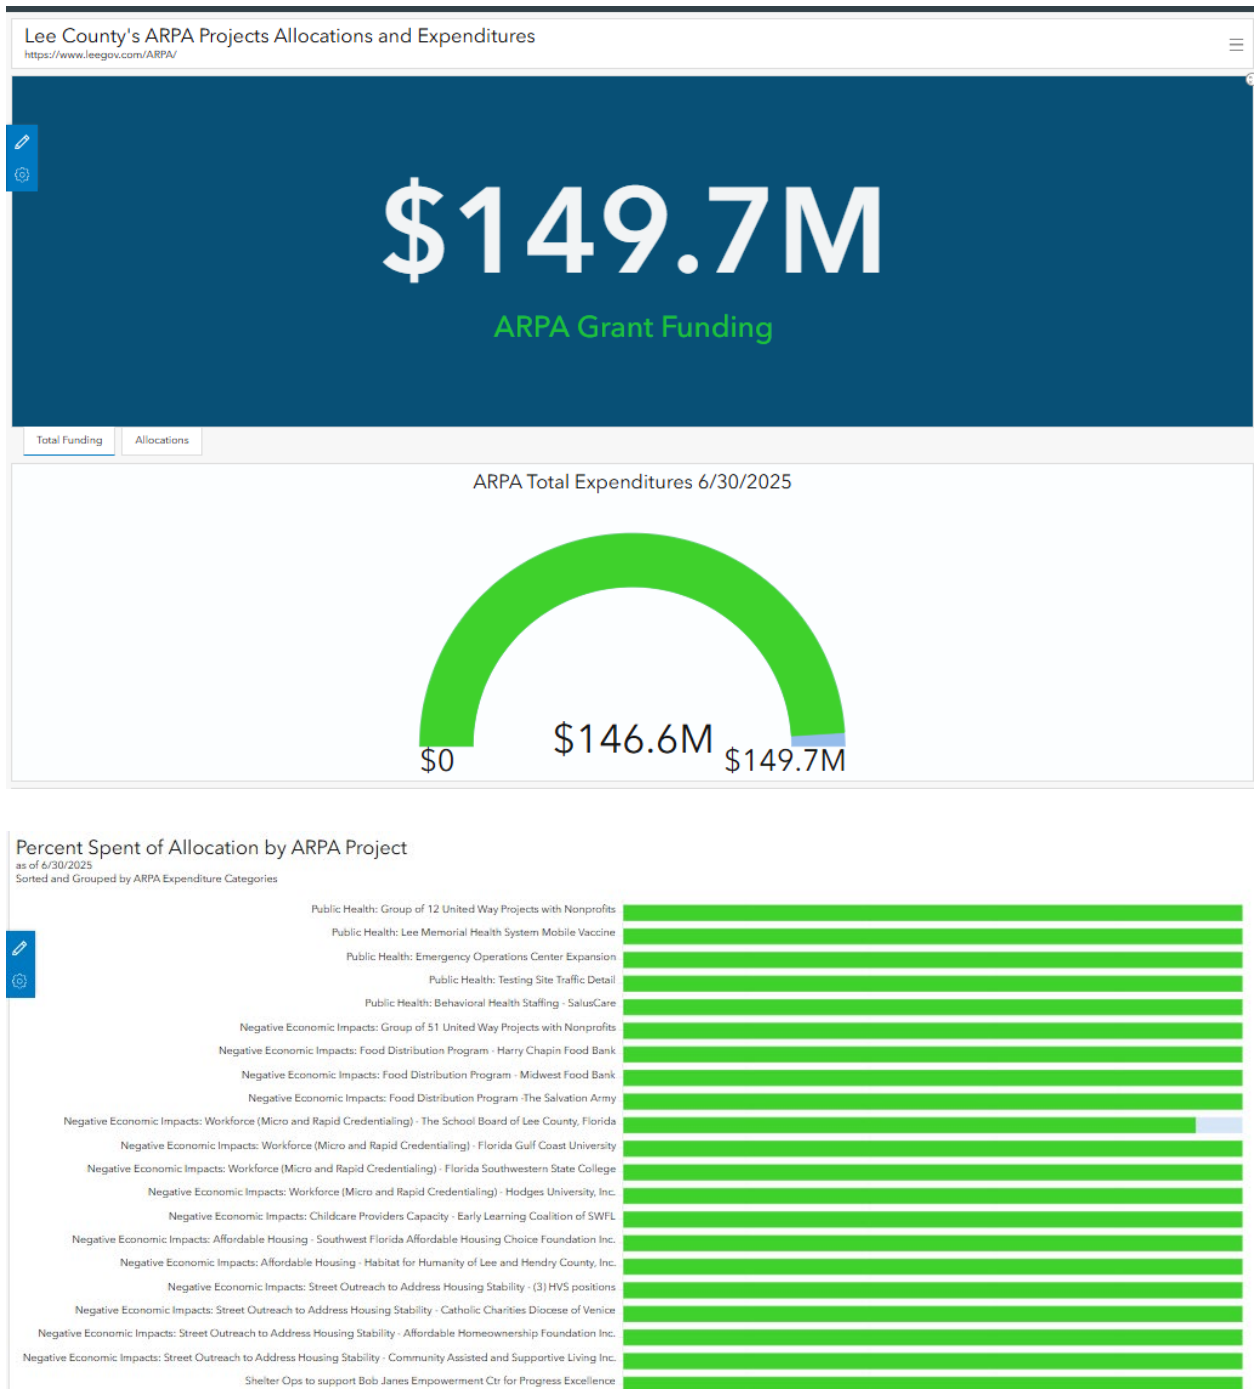 Lee County's ARPA Projects Allocations and Expenditures
https://www.leegov.com/ARPA/
$149.7M
ARPA Grant Funding
Total Funding
Allocations
ARPA Total Expenditures 6/30/2025
$146.6M
$0
$149.7M
Percent Spent of Allocation by ARPA Project
as of 6/30/2025
Sorted and Grouped by ARPA Expenditure Categories
Public Health: Group of 12 United Way Projects with Nonprofits
Public Health: Lee Memorial Health System Mobile Vaccine
Public Health: Emergency Operations Center Expansion
Public Health: Testing Site Traffic Detail
Public Health: Behavioral Health Staffing - SalusCare
Negative Economic Impacts: Group of 51 United Way Projects with Nonprofits
Negative Economic Impacts: Food Distribution Program - Harry Chapin Food Bank
Negative Economic Impacts: Food Distribution Program - Midwest Food Bank
Negative Economic Impacts: Food Distribution Program -The Salvation Army
Negative Economic Impacts: Workforce (Micro and Rapid Credentialing) - The School Board of Lee County, Florida
Negative Economic Impacts: Workforce (Micro and Rapid Credentialing) - Florida Gulf Coast University
Negative Economic Impacts: Workforce (Micro and Rapid Credentialing) - Florida Southwestern State College
Negative Economic Impacts: Workforce (Micro and Rapid Credentialing) - Hodges University, Inc.
Negative Economic Impacts: Childcare Providers Capacity - Early Learning Coalition of SWFL
Negative Economic Impacts: Affordable Housing - Southwest Florida Affordable Housing Choice Foundation Inc.
Negative Economic Impacts: Affordable Housing - Habitat for Humanity of Lee and Hendry County, Inc.
Negative Economic Impacts: Street Outreach to Address Housing Stability - (3) HVS positions
Negative Economic Impacts: Street Outreach to Address Housing Stability - Catholic Charities Diocese of Venice
Negative Economic Impacts: Street Outreach to Address Housing Stability - Affordable Homeownership Foundation Inc.
Negative Economic Impacts: Street Outreach to Address Housing Stability - Community Assisted and Supportive Living Inc.
Shelter Ops to support Bob Janes Empowerment Ctr for Progress Excellence